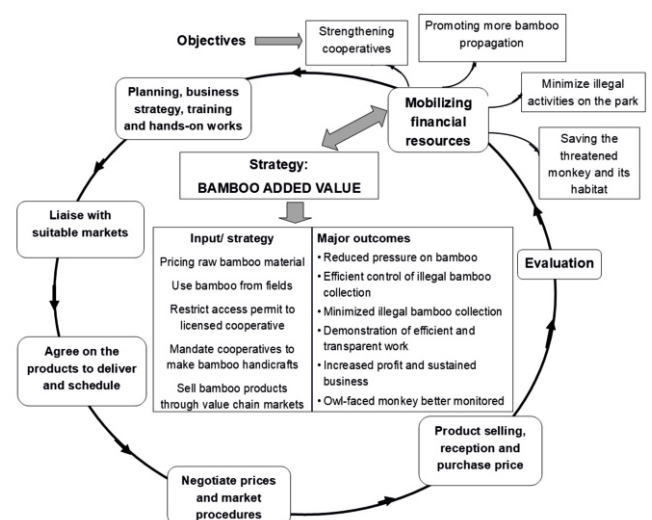 Objectives
Strengthening
cooperatives
Promoting more bamboo
propagation
Minimize illegal
activities on the park
Saving the
threatened
monkey and its
habitat
Mobilizing
financial
resources
Planning, business
strategy, training
and hands-on works
Strategy:
BAMBOO ADDED VALUE
Liaise with
suitable markets
Input/ strategy
Pricing raw bamboo material
Use bamboo from fields
Restrict access permit to
licensed cooperative
Mandate cooperatives to
make bamboo handicrafts
Sell bamboo products
through value chain markets
Major outcomes
• Reduced pressure on bamboo
• Efficient control of illegal bamboo
collection
• Minimized illegal bamboo collection
• Demonstration of efficient and
transparent work
• Increased profit and sustained
business
• Owl-faced monkey better monitored
Evaluation
Agree on the
products to deliver
and schedule
Product selling,
reception and
purchase price
Negotiate prices
and market
procedures